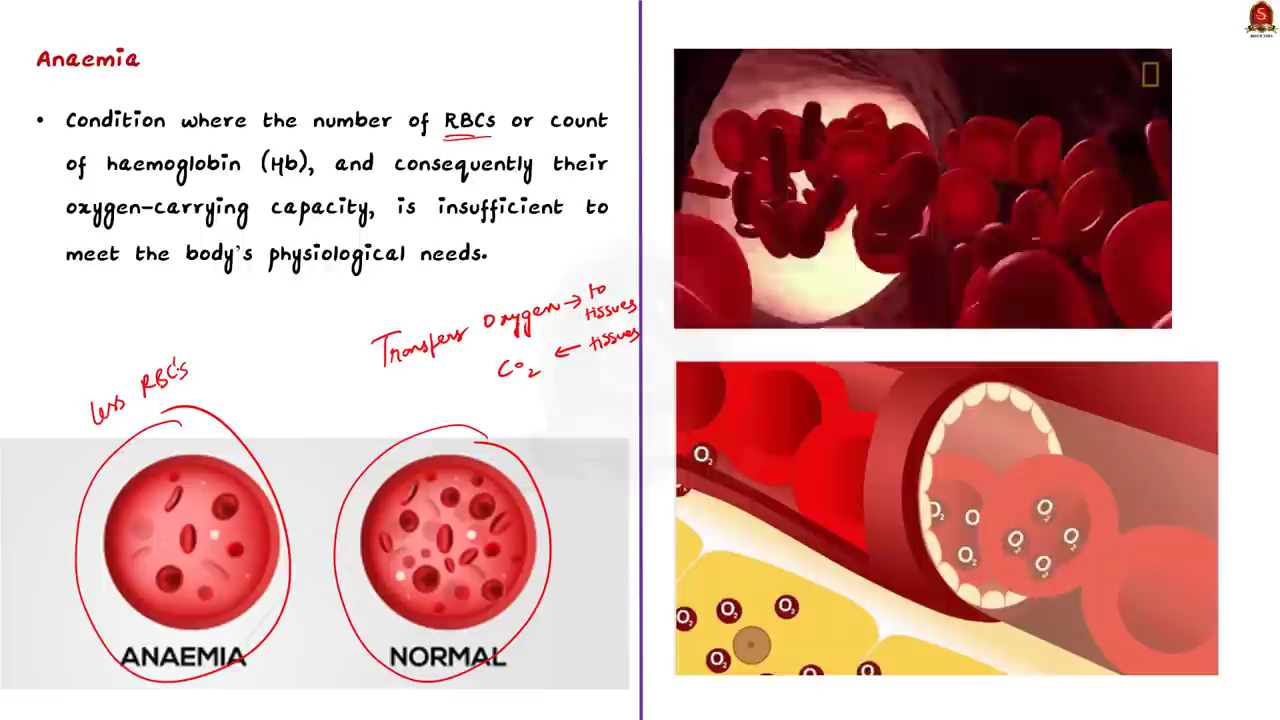 Anaemia
• Condition where the number of RBCs or count
of haemoglobin (Hb), and consequently their
oxygen-carrying capacity, is insufficient to
meet the body's physiological needs.
Transfers Oxygen → to
tissues
CO2 ← tissues
less RBC's
ANAEMIA
NORMAL
O2
O2
O2
O2
O2
O2
O2
O2
O2
O2
O2
O2
O2